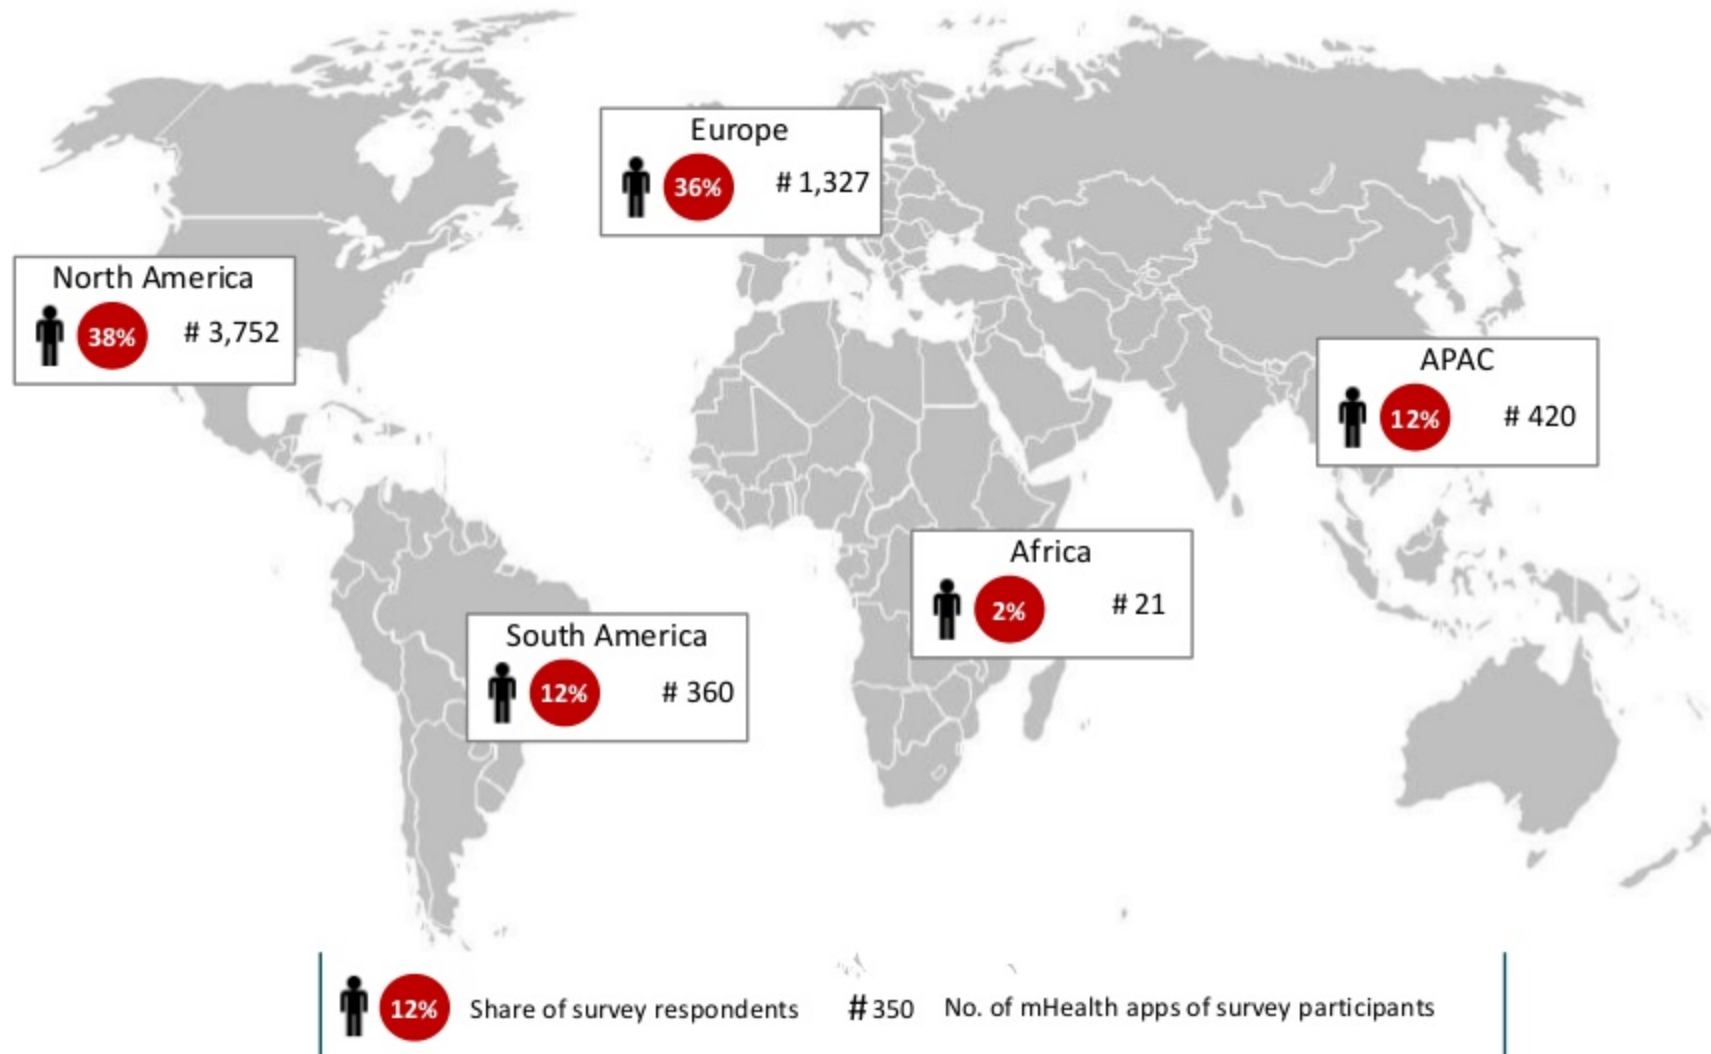 Europe
36% # 1,327
North America
38% # 3,752
APAC
12% # 420
Africa
2% # 21
South America
12% # 360
12% Share of survey respondents #350 No. of mHealth apps of survey participants